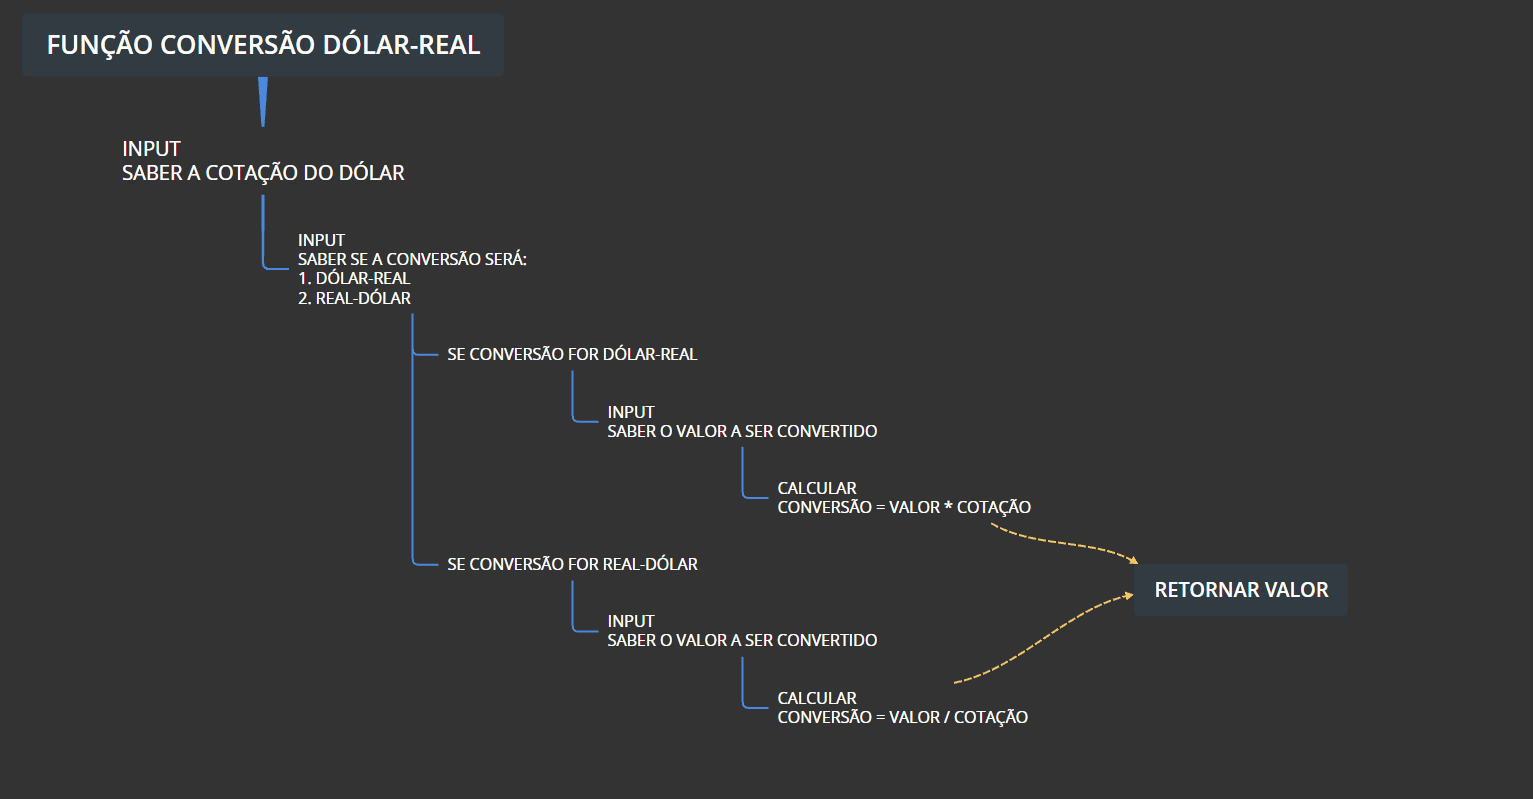 FUNÇÃO CONVERSÃO DÓLAR-REAL
INPUT
SABER A COTAÇÃO DO DÓLAR
INPUT
SABER SE A CONVERSÃO SERÁ:
1. DÓLAR-REAL
2. REAL-DÓLAR
SE CONVERSÃO FOR DÓLAR-REAL
INPUT
SABER O VALOR A SER CONVERTIDO
CALCULAR
CONVERSÃO = VALOR * COTAÇÃO
SE CONVERSÃO FOR REAL-DÓLAR
INPUT
SABER O VALOR A SER CONVERTIDO
CALCULAR
CONVERSÃO = VALOR / COTAÇÃO
RETORNAR VALOR